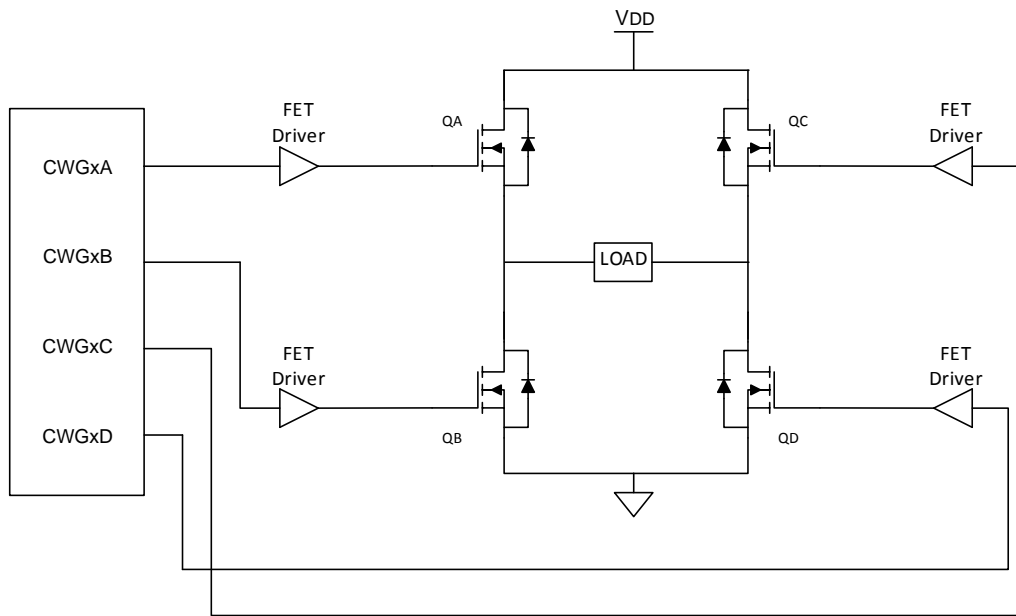 VDD
FET
Driver
QA
QC
FET
Driver
CWGxA
CWGxB
LOAD
CWGxC
FET
Driver
FET
Driver
CWGxD
QB
QD